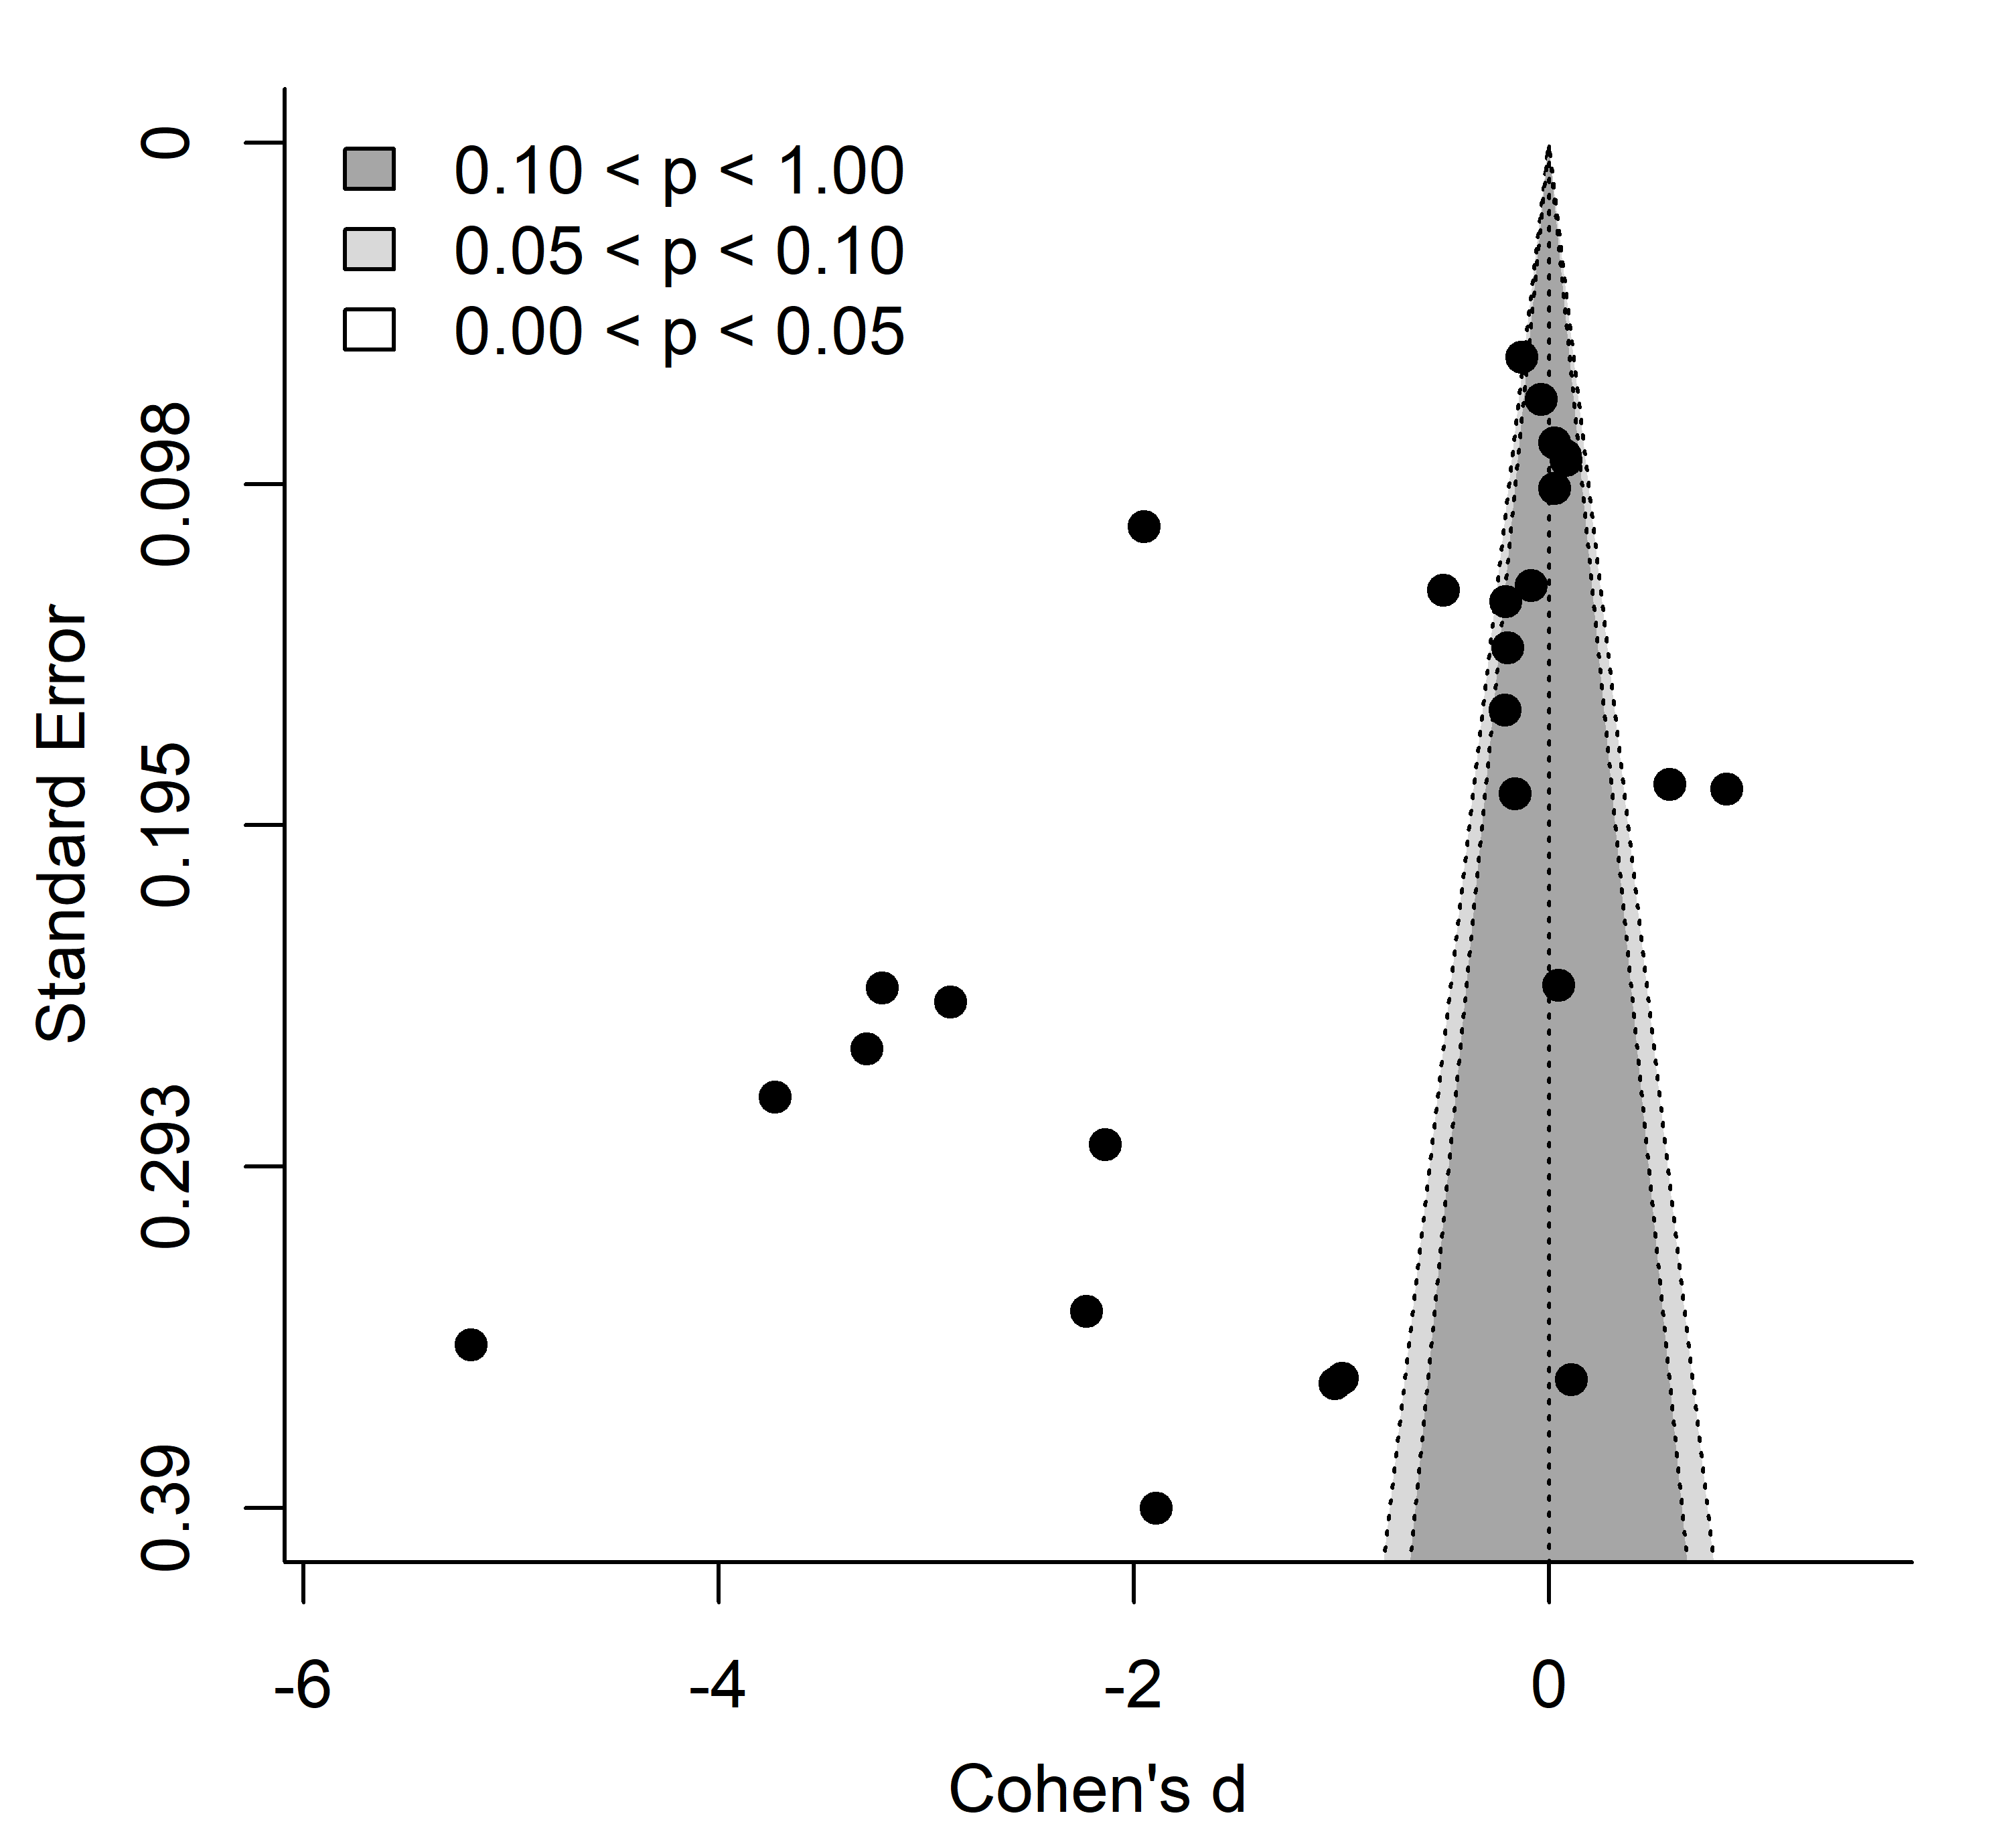 0.10 < p < 1.00
0.05 < p < 0.10
0.00 < p < 0.05
Standard Error
0
0.098
0.195
0.293
0.39
-6
-4
-2
0
Cohen's d